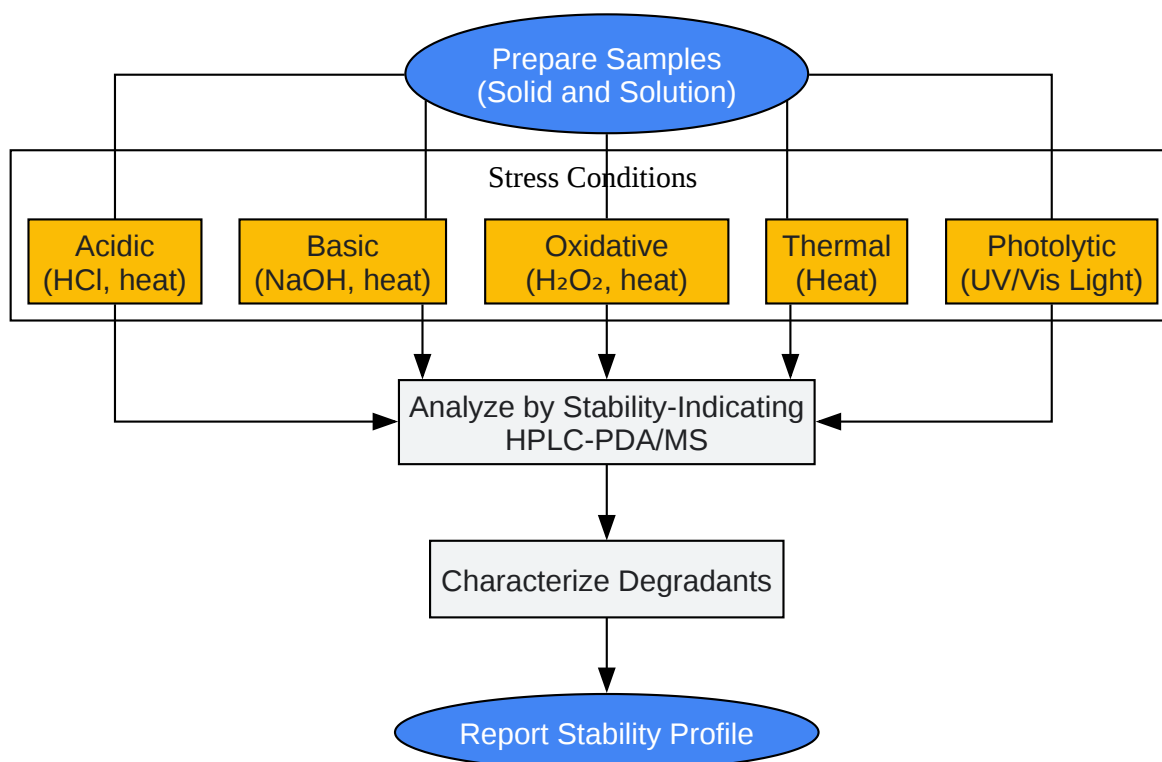 Prepare Samples
(Solid and Solution)
Stress Conditions
Acidic
(HCl, heat)
Basic
(NaOH, heat)
Oxidative
(H₂O₂, heat)
Thermal
(Heat)
Photolytic
(UV/Vis Light)
Analyze by Stability-Indicating
HPLC-PDA/MS
Characterize Degradants
Report Stability Profile